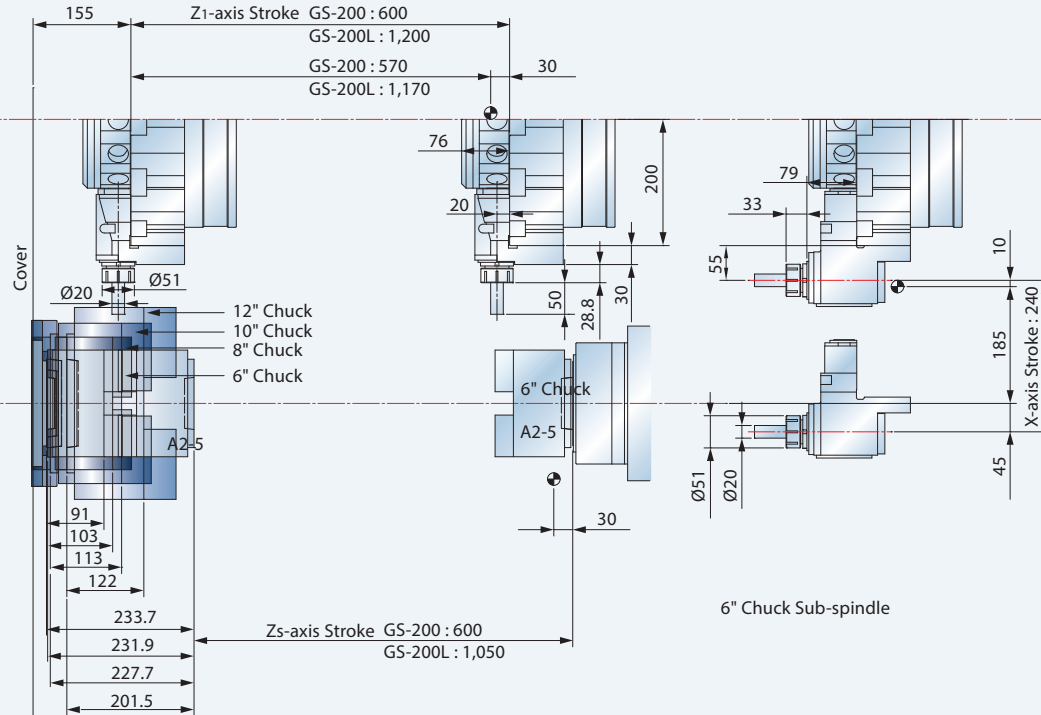 155
Z1-axis Stroke GS-200 : 600
GS-200L : 1,200
GS-200 : 570
GS-200L : 1,170
30
76
200
79
20
33
Cover
Ø51
Ø20
50
28.8
30
55
10
12" Chuck
10" Chuck
8" Chuck
6" Chuck
6" Chuck
185
X-axis Stroke : 240
A2-5
A2-5
Ø51
Ø20
45
91
103
113
122
30
6" Chuck Sub-spindle
233.7
231.9
227.7
201.5
Zs-axis Stroke GS-200 : 600
GS-200L : 1,050